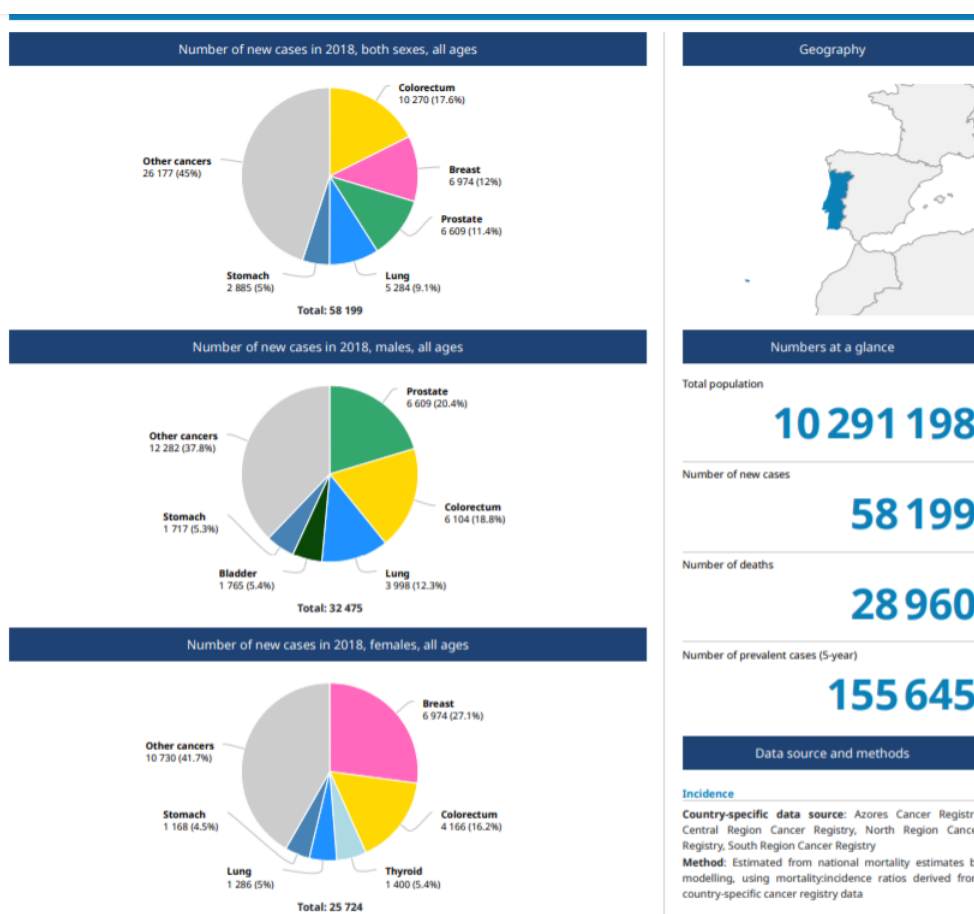 Number of new cases in 2018, both sexes, all ages
Colorectum
10 270 (17.6%)
Breast
6 974 (12%)
Prostate
6 609 (11.4%)
Lung
5 284 (9.1%)
Stomach
2 885 (5%)
Other cancers
26 177 (45%)
Total: 58 199
Number of new cases in 2018, males, all ages
Prostate
6 609 (20.4%)
Colorectum
6 104 (18.8%)
Lung
3 998 (12.3%)
Bladder
1 765 (5.4%)
Stomach
1 717 (5.3%)
Other cancers
12 282 (37.8%)
Total: 32 475
Number of new cases in 2018, females, all ages
Breast
6 974 (27.1%)
Colorectum
4 166 (16.2%)
Thyroid
1 400 (5.4%)
Lung
1 286 (5%)
Stomach
1 168 (4.5%)
Other cancers
10 730 (41.7%)
Total: 25 724
Geography
Numbers at a glance
Total population
10 291 198
Number of new cases
58 199
Number of deaths
28 960
Number of prevalent cases (5-year)
155 645
Data source and methods
Incidence
Country-specific data source: Azores Cancer Registr
Central Region Cancer Registry, North Region Cance
Registry, South Region Cancer Registry
Method: Estimated from national mortality estimates b
modelling, using mortality:incidence ratios derived from
country-specific cancer registry data